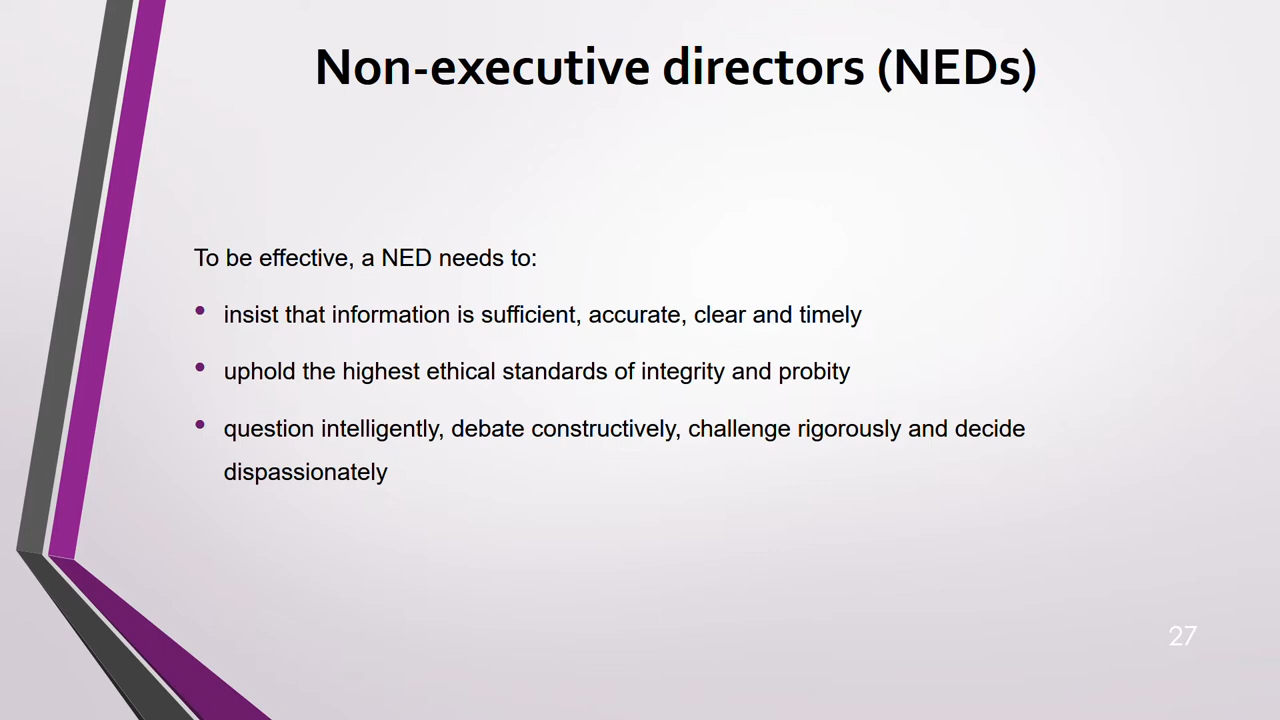 Non-executive directors (NEDs)
To be effective, a NED needs to:
• insist that information is sufficient, accurate, clear and timely
• uphold the highest ethical standards of integrity and probity
• question intelligently, debate constructively, challenge rigorously and decide
dispassionately
27